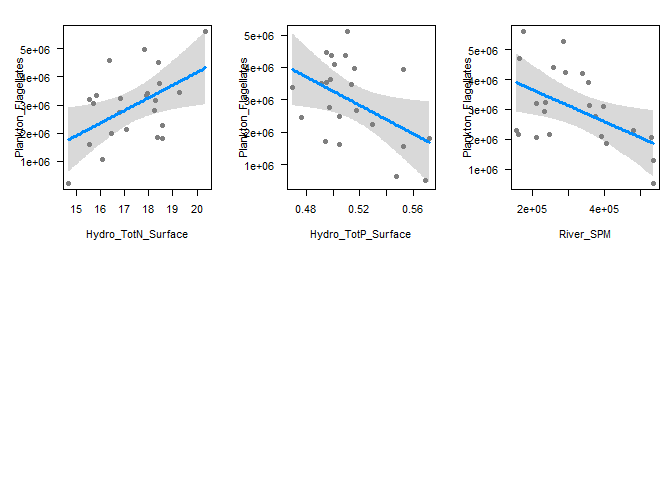 Plankton_Flagellates
5e+06
4e+06
3e+06
2e+06
1e+06
15 16 17 18 19 20
Hydro_TotN_Surface
Plankton_Flagellates
5e+06
4e+06
3e+06
2e+06
1e+06
0.48 0.52 0.56
Hydro_TotP_Surface
Plankton_Flagellates
5e+06
4e+06
3e+06
2e+06
1e+06
2e+05 4e+05
River_SPM